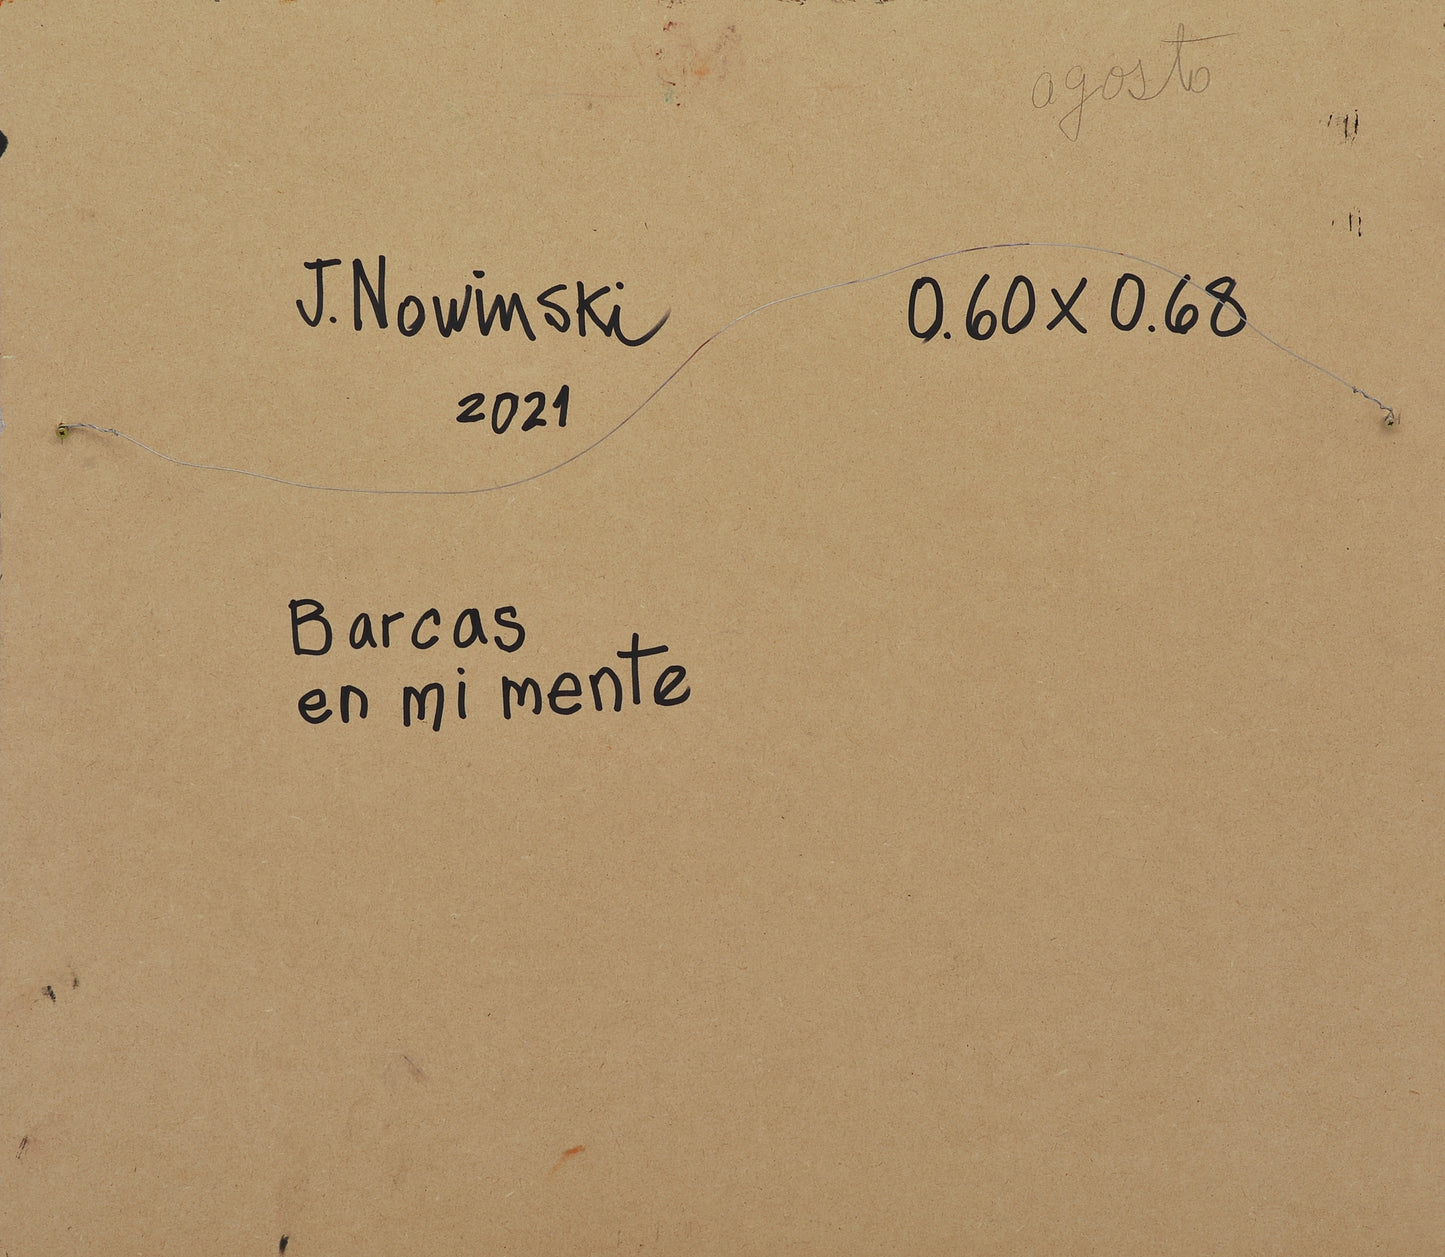 agosto
J. Nowinski
0.60 x 0.68
2021
Barcas
en mi mente